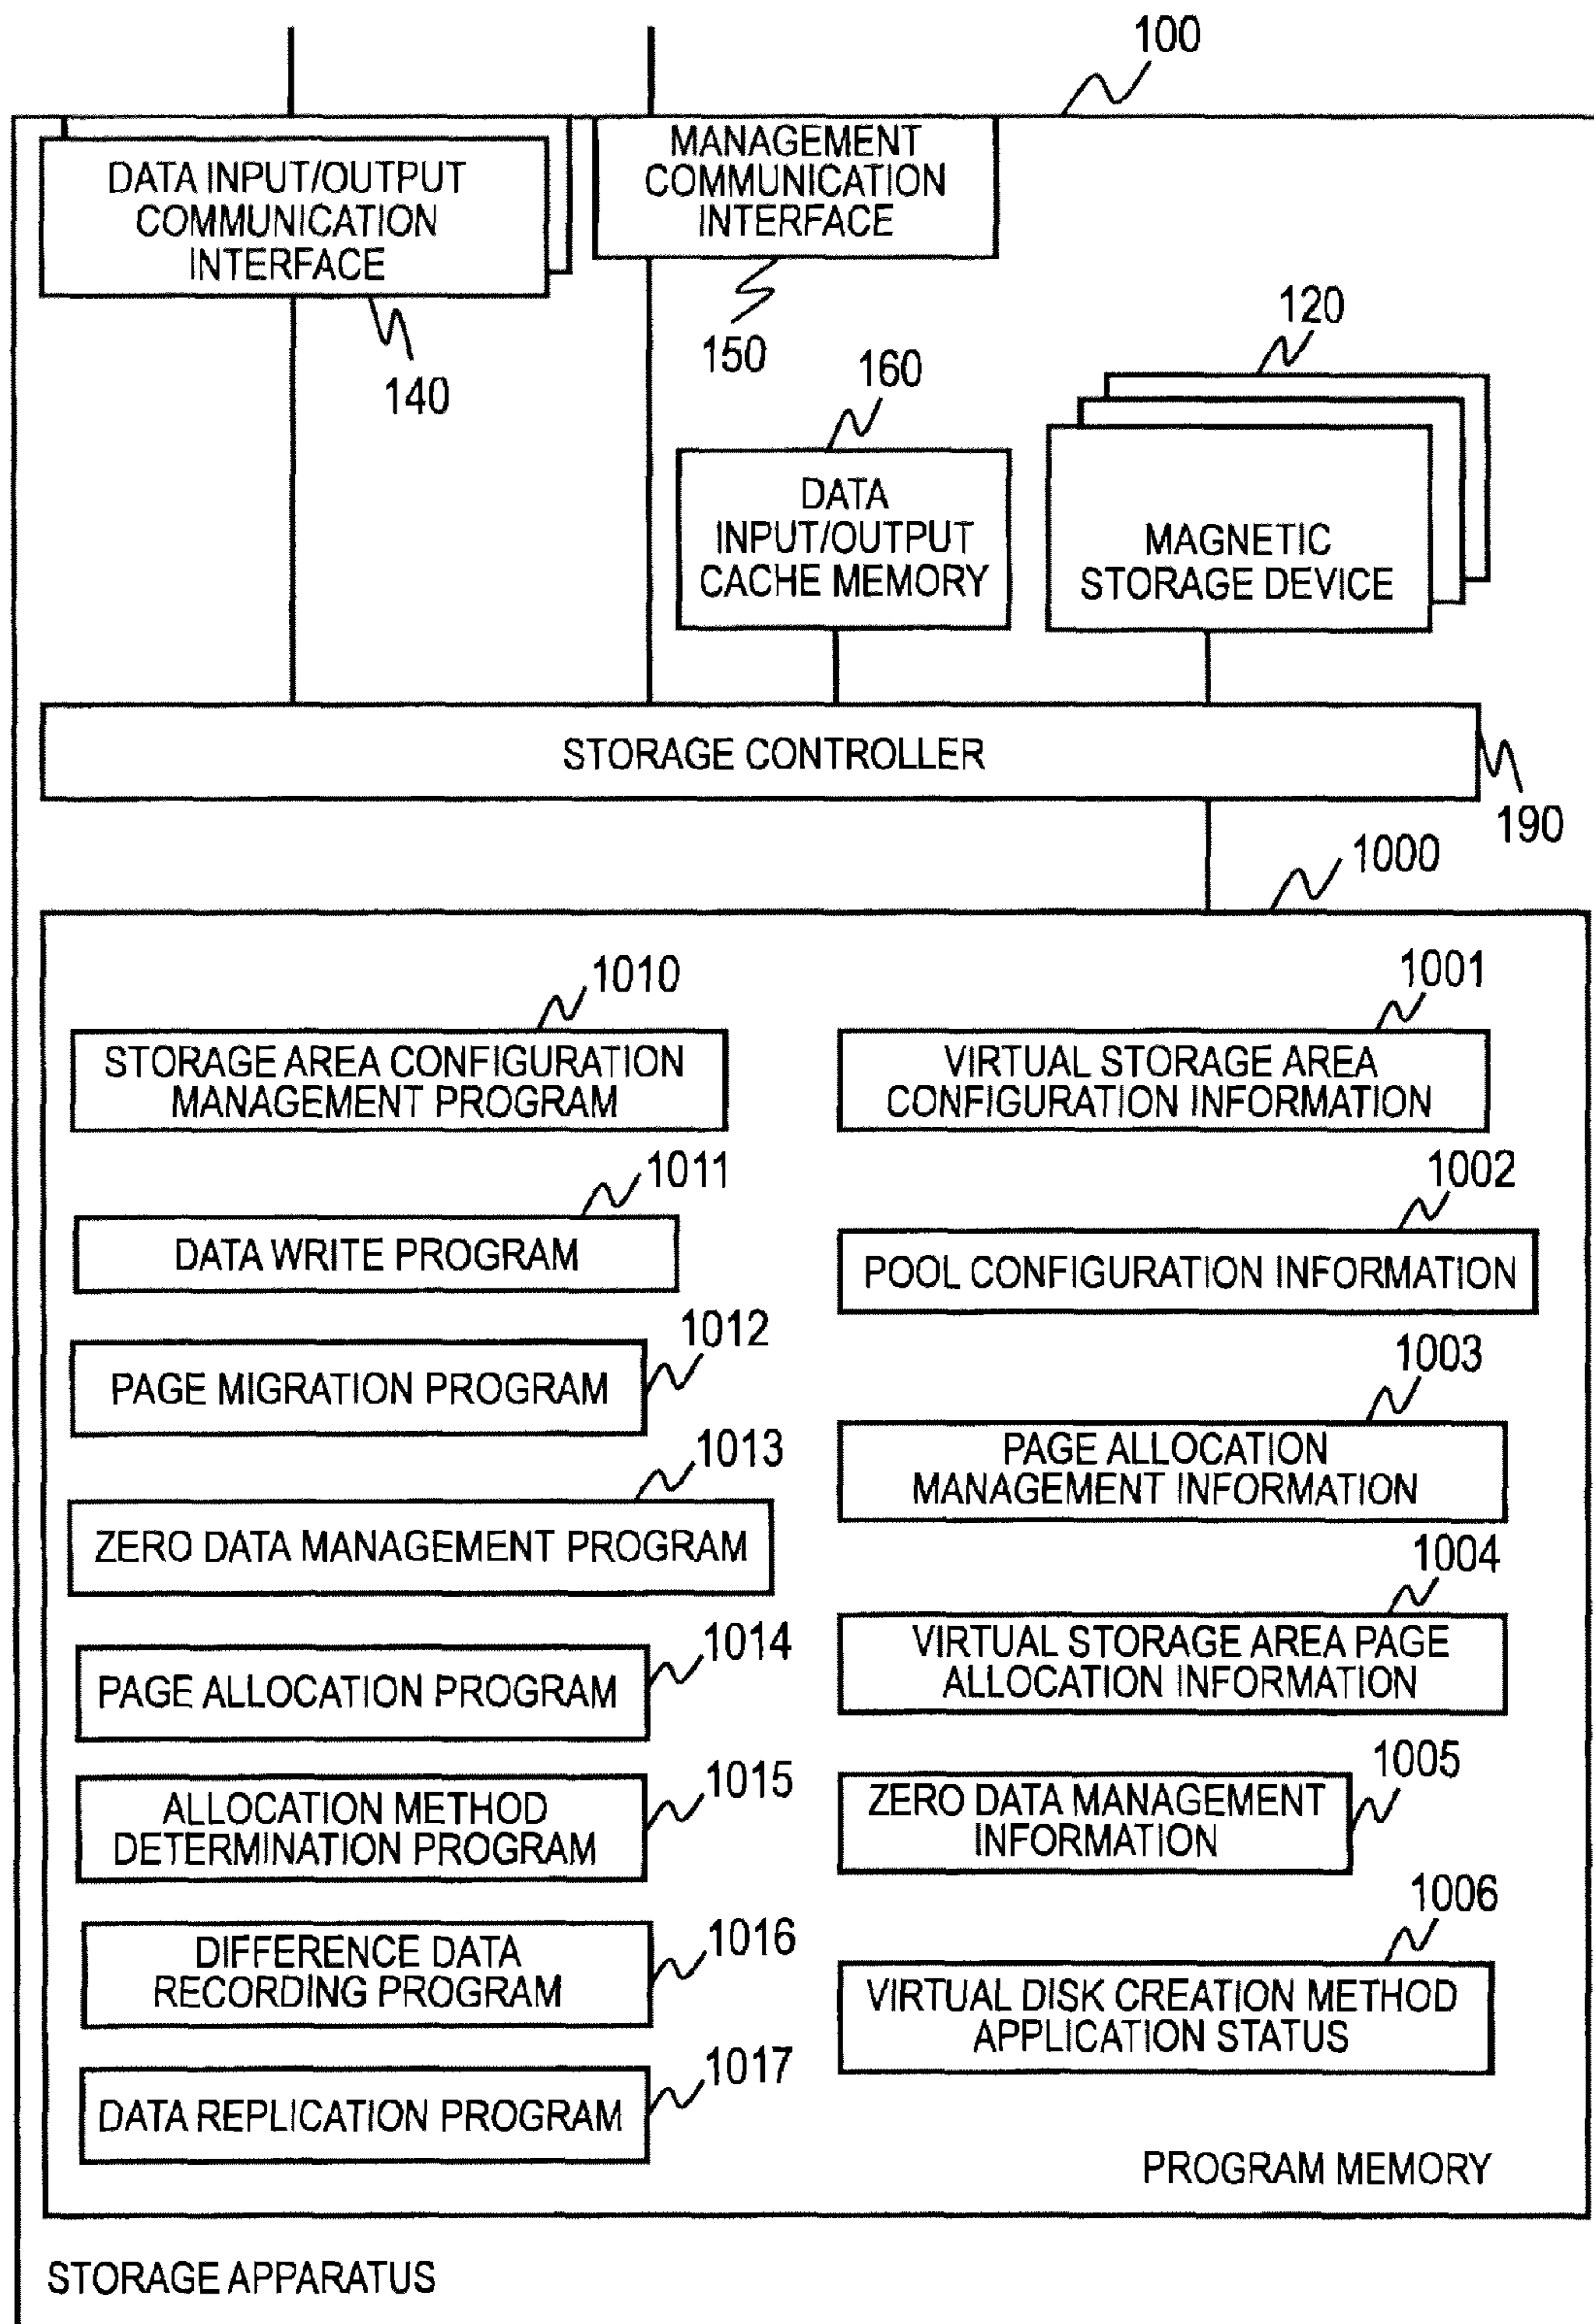 100
DATA INPUT/OUTPUT
COMMUNICATION
INTERFACE
140
MANAGEMENT
COMMUNICATION
INTERFACE
150
160
DATA
INPUT/OUTPUT
CACHE MEMORY
120
MAGNETIC
STORAGE DEVICE
STORAGE CONTROLLER
190
1000
1010
STORAGE AREA CONFIGURATION
MANAGEMENT PROGRAM
1011
DATA WRITE PROGRAM
1012
PAGE MIGRATION PROGRAM
1013
ZERO DATA MANAGEMENT PROGRAM
1014
PAGE ALLOCATION PROGRAM
1015
ALLOCATION METHOD
DETERMINATION PROGRAM
1016
DIFFERENCE DATA
RECORDING PROGRAM
1017
DATA REPLICATION PROGRAM
1001
VIRTUAL STORAGE AREA
CONFIGURATION INFORMATION
1002
POOL CONFIGURATION INFORMATION
1003
PAGE ALLOCATION
MANAGEMENT INFORMATION
1004
VIRTUAL STORAGE AREA PAGE
ALLOCATION INFORMATION
1005
ZERO DATA MANAGEMENT
INFORMATION
1006
VIRTUAL DISK CREATION METHOD
APPLICATION STATUS
PROGRAM MEMORY
STORAGE APPARATUS